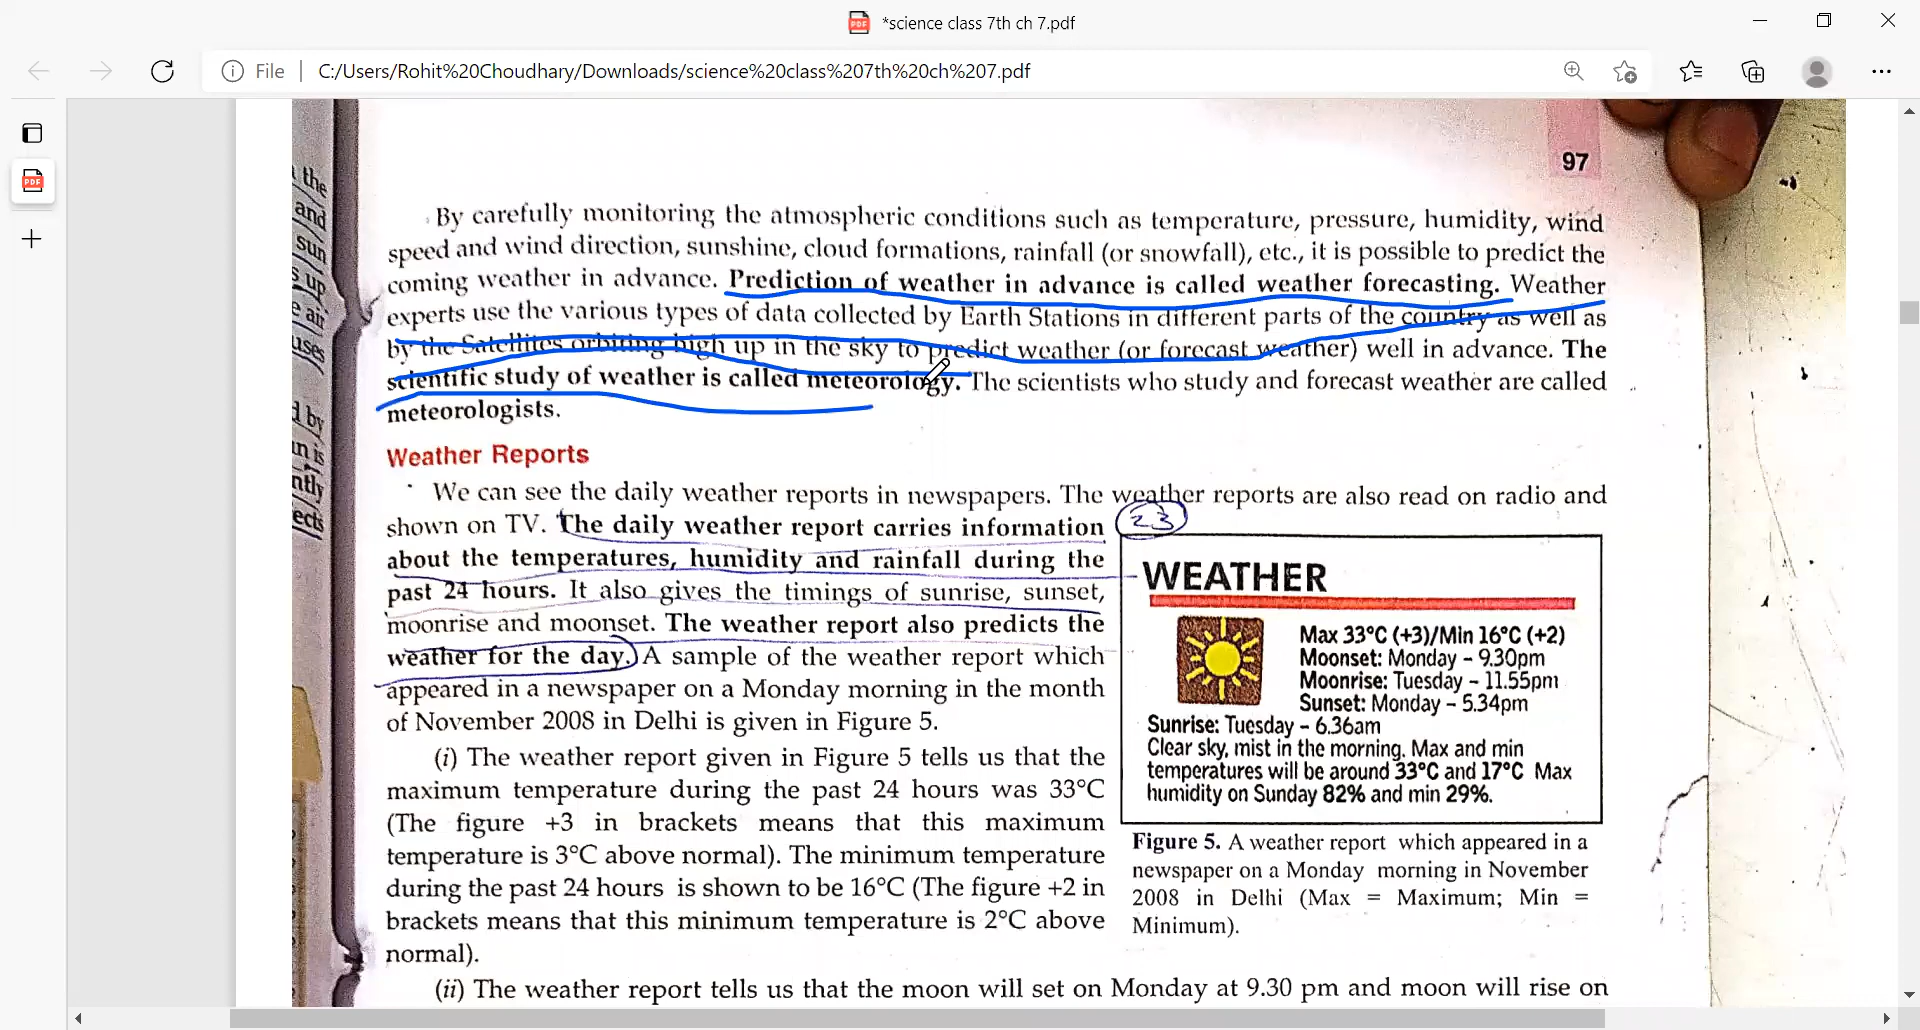 *science class 7th ch 7.pdf
File
C:/Users/Rohit%20Choudhary/Downloads/science%20class%207th%20ch%207.pdf
97
the
and
sun
s up
e air
uses
d by
un is
ntly
ects
By carefully monitoring the atmospheric conditions such as temperature, pressure, humidity, wind
speed and wind direction, sunshine, cloud formations, rainfall (or snowfall), etc., it is possible to predict the
coming weather in advance. Prediction of weather in advance is called weather forecasting. Weather
experts use the various types of data collected by Earth Stations in different parts of the country as well as
by the Satellites orbiting high up in the sky to predict weather (or forecast weather) well in advance. The
scientific study of weather is called meteorology. The scientists who study and forecast weather are called
meteorologists.
Weather Reports
We can see the daily weather reports in newspapers. The weather reports are also read on radio and
shown on TV. The daily weather report carries information
about the temperatures, humidity and rainfall during the
past 24 hours. It also gives the timings of sunrise, sunset,
moonrise and moonset. The weather report also predicts the
weather for the day. A sample of the weather report which
appeared in a newspaper on a Monday morning in the month
of November 2008 in Delhi is given in Figure 5.
(i) The weather report given in Figure 5 tells us that the
maximum temperature during the past 24 hours was 33°C
(The figure +3 in brackets means that this maximum
temperature is 3°C above normal). The minimum temperature
during the past 24 hours is shown to be 16°C (The figure +2 in
brackets means that this minimum temperature is 2°C above
normal).
(ii) The weather report tells us that the moon will set on Monday at 9.30 pm and moon will rise on
23
WEATHER
Max 33°C (+3)/Min 16°C (+2)
Moonset: Monday – 9.30pm
Moonrise: Tuesday – 11.55pm
Sunset: Monday – 5.34pm
Sunrise: Tuesday – 6.36am
Clear sky, mist in the morning. Max and min
temperatures will be around 33°C and 17°C Max
humidity on Sunday 82% and min 29%.
Figure 5. A weather report which appeared in a
newspaper on a Monday morning in November
2008 in Delhi (Max = Maximum; Min =
Minimum).